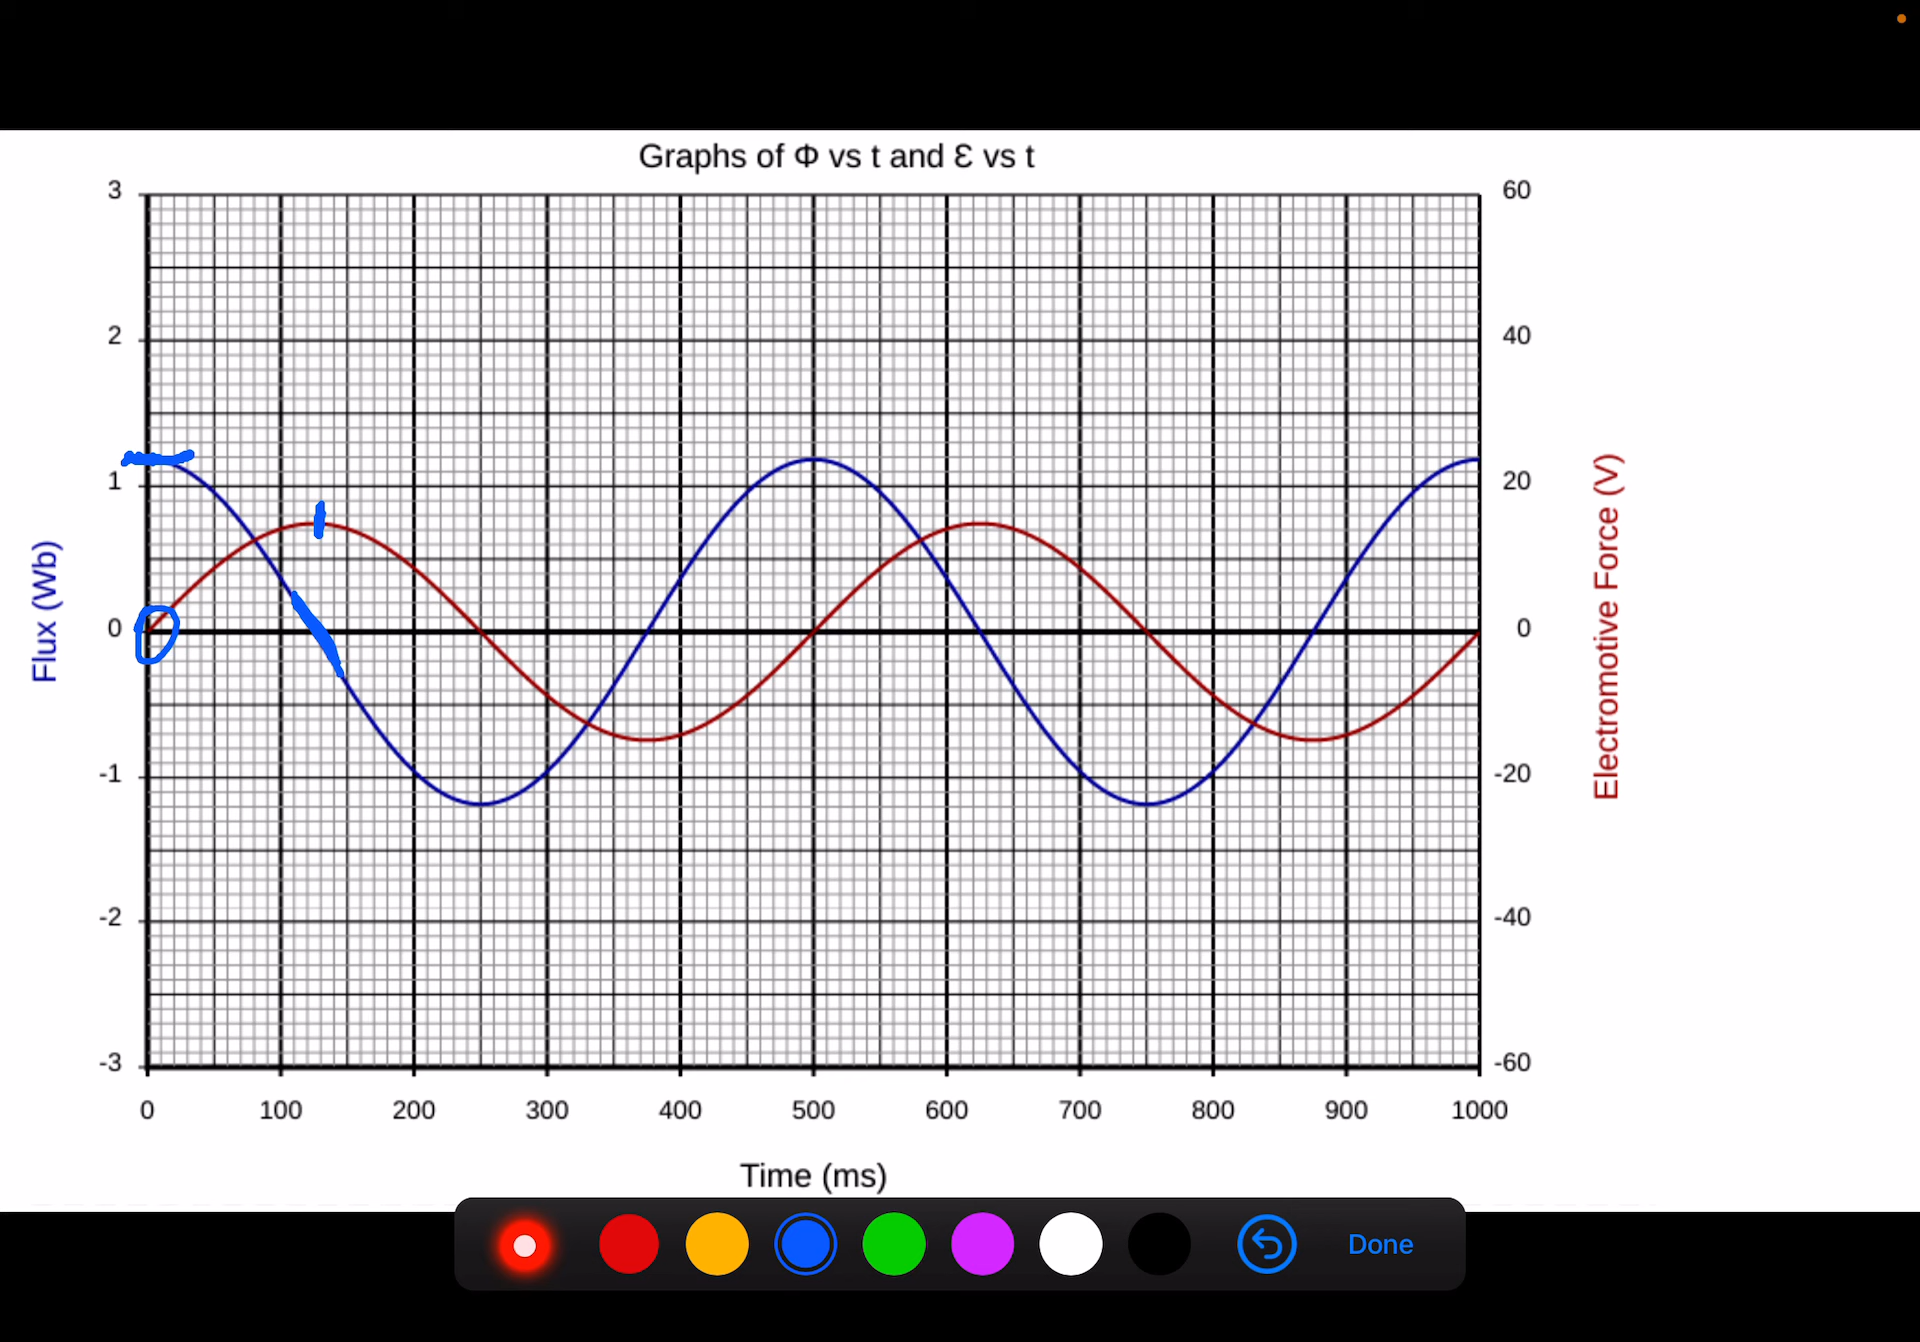 Graphs of Φ vs t and Ɛ vs t
3
2
1
0
-1
-2
-3
Flux (Wb)
60
40
20
0
-20
-40
-60
Electromotive Force (V)
0 100 200 300 400 500 600 700 800 900 1000
Time (ms)
Done